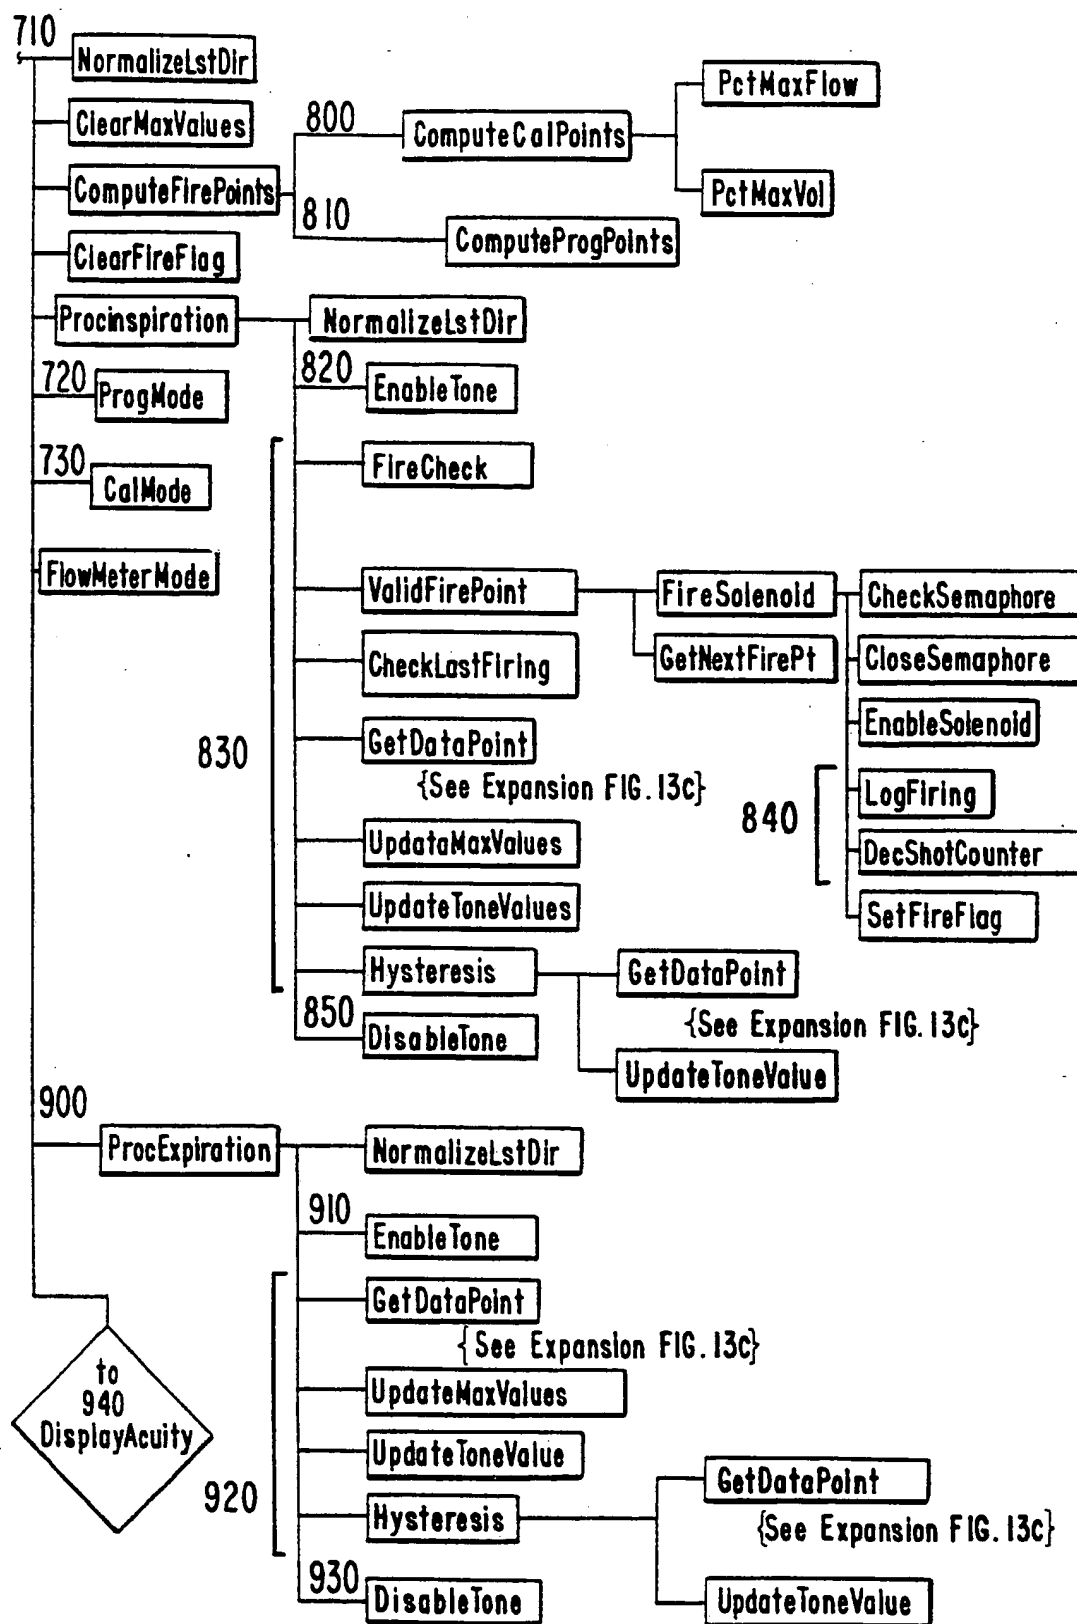 710
NormalizeLstDir
ClearMaxValues
ComputeFirePoints
800
ComputeCalPoints
PctMaxFlow
PctMaxVol
810
ComputeProgPoints
ClearFireFlag
Procinspiration
NormalizeLstDir
820
EnableTone
720
ProgMode
730
CalMode
FlowMeterMode
830
FireCheck
ValidFirePoint
FireSolenoid
CheckSemaphore
GetNextFirePt
CloseSemaphore
CheckLastFiring
EnableSolenoid
GetDataPoint
{See Expansion FIG. 13c}
840
LogFiring
DecShotCounter
SetFireFlag
UpdataMaxValues
UpdateToneValues
Hysteresis
GetDataPoint
{See Expansion FIG. 13c}
UpdateToneValue
850
DisableTone
900
ProcExpiration
NormalizeLstDir
910
EnableTone
GetDataPoint
{See Expansion FIG. 13c}
to
940
DisplayAcuity
UpdateMaxValues
UpdateToneValue
920
Hysteresis
GetDataPoint
{See Expansion FIG. 13c}
UpdateToneValue
930
DisableTone